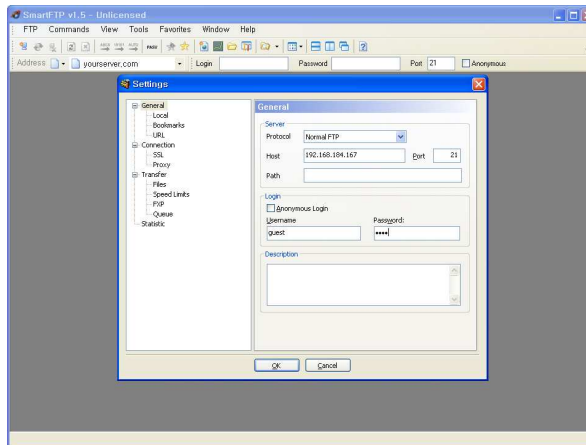 SmartFTP v1.5 - Unlicensed
FTP Commands View Tools Favorites Window Help
Address yourserver.com Login Password Port 21 Anonymous
Settings
General
Local
Bookmarks
URL
Connection
SSL
Proxy
Transfer
Files
Speed Limits
FXP
Queue
Statistic
General
Server
Protocol Normal FTP
Host 192.168.184.167 Port 21
Path
Login
Anonymous Login
Username Password:
guest ••••
Description
OK Cancel